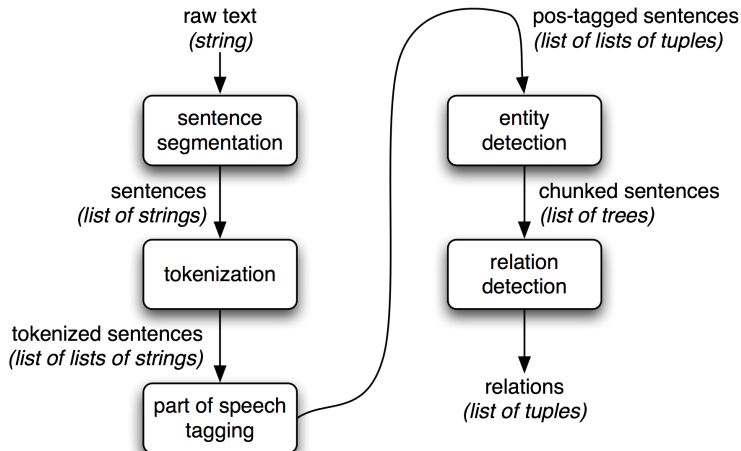 raw text
(string)
sentence
segmentation
sentences
(list of strings)
tokenization
tokenized sentences
(list of lists of strings)
part of speech
tagging
pos-tagged sentences
(list of lists of tuples)
entity
detection
chunked sentences
(list of trees)
relation
detection
relations
(list of tuples)